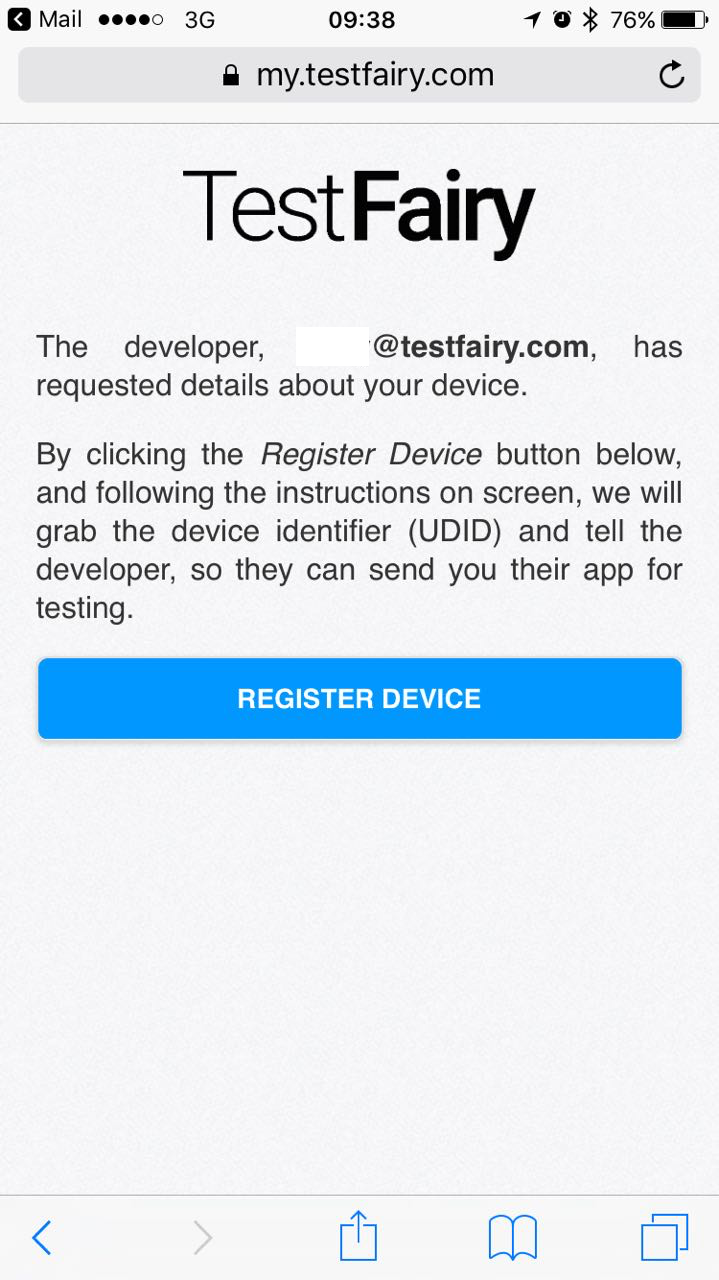 Mail 3G 09:38 76%
my.testfairy.com
TestFairy
The developer, @testfairy.com, has
requested details about your device.
By clicking the Register Device button below,
and following the instructions on screen, we will
grab the device identifier (UDID) and tell the
developer, so they can send you their app for
testing.
REGISTER DEVICE